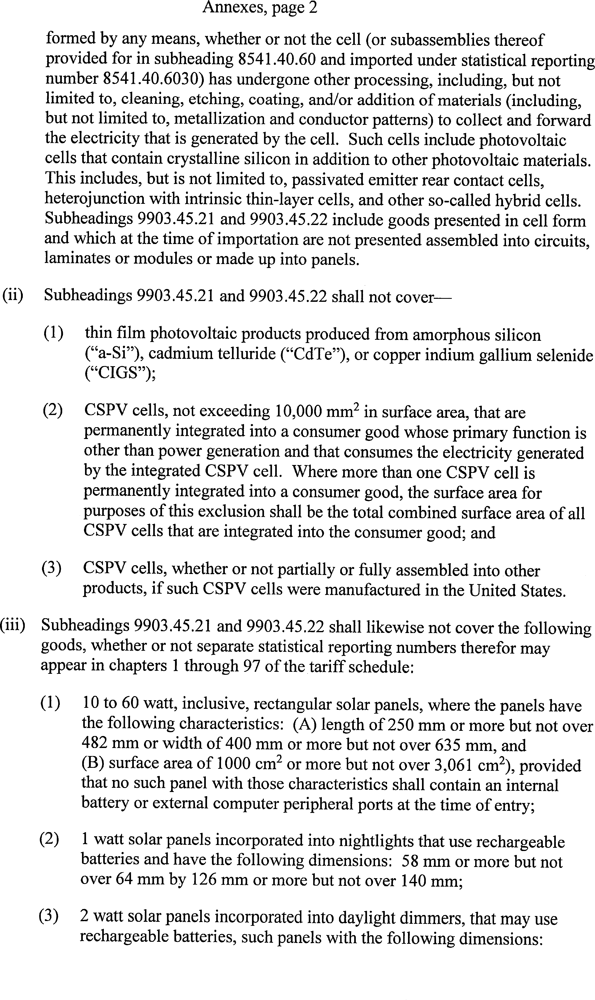 Annexes, page 2
formed by any means, whether or not the cell (or subassemblies thereof
provided for in subheading 8541.40.60 and imported under statistical reporting
number 8541.40.6030) has undergone other processing, including, but not
limited to, cleaning, etching, coating, and/or addition of materials (including,
but not limited to, metallization and conductor patterns) to collect and forward
the electricity that is generated by the cell. Such cells include photovoltaic
cells that contain crystalline silicon in addition to other photovoltaic materials.
This includes, but is not limited to, passivated emitter rear contact cells,
heterojunction with intrinsic thin-layer cells, and other so-called hybrid cells.
Subheadings 9903.45.21 and 9903.45.22 include goods presented in cell form
and which at the time of importation are not presented assembled into circuits,
laminates or modules or made up into panels.
(ii) Subheadings 9903.45.21 and 9903.45.22 shall not cover—
(1) thin film photovoltaic products produced from amorphous silicon
(“a-Si”), cadmium telluride (“CdTe”), or copper indium gallium selenide
(“CIGS”);
(2) CSPV cells, not exceeding 10,000 mm² in surface area, that are
permanently integrated into a consumer good whose primary function is
other than power generation and that consumes the electricity generated
by the integrated CSPV cell. Where more than one CSPV cell is
permanently integrated into a consumer good, the surface area for
purposes of this exclusion shall be the total combined surface area of all
CSPV cells that are integrated into the consumer good; and
(3) CSPV cells, whether or not partially or fully assembled into other
products, if such CSPV cells were manufactured in the United States.
(iii) Subheadings 9903.45.21 and 9903.45.22 shall likewise not cover the following
goods, whether or not separate statistical reporting numbers therefor may
appear in chapters 1 through 97 of the tariff schedule:
(1) 10 to 60 watt, inclusive, rectangular solar panels, where the panels have
the following characteristics: (A) length of 250 mm or more but not over
482 mm or width of 400 mm or more but not over 635 mm, and
(B) surface area of 1000 cm² or more but not over 3,061 cm²), provided
that no such panel with those characteristics shall contain an internal
battery or external computer peripheral ports at the time of entry;
(2) 1 watt solar panels incorporated into nightlights that use rechargeable
batteries and have the following dimensions: 58 mm or more but not
over 64 mm by 126 mm or more but not over 140 mm;
(3) 2 watt solar panels incorporated into daylight dimmers, that may use
rechargeable batteries, such panels with the following dimensions: